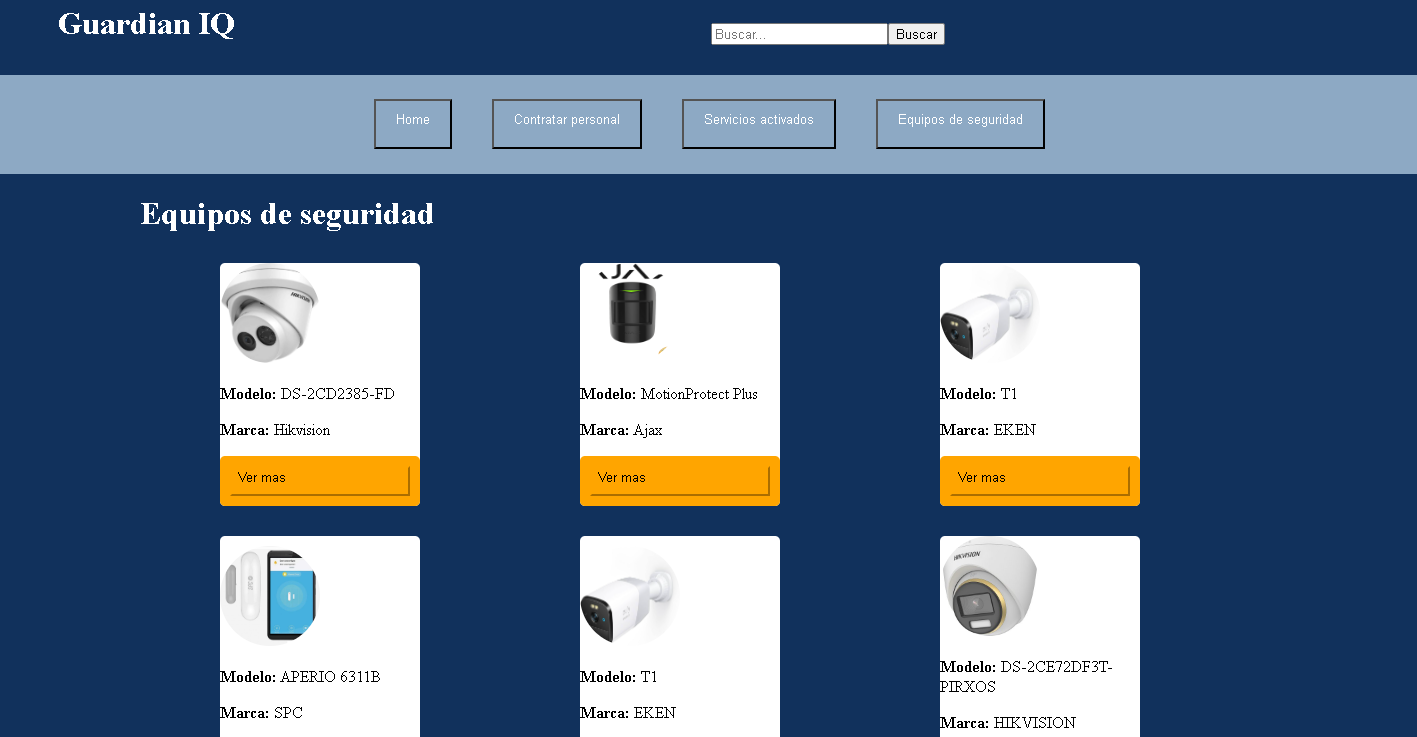 Guardian IQ
Buscar...
Buscar
Home
Contratar personal
Servicios activados
Equipos de seguridad
Equipos de seguridad
HIKVISION
Modelo: DS-2CD2385-FD
Marca: Hikvision
Ver mas
Modelo: MotionProtect Plus
Marca: Ajax
Ver mas
Modelo: T1
Marca: EKEN
Ver mas
Modelo: APERIO 6311B
Marca: SPC
Modelo: T1
Marca: EKEN
HIKVISION
Modelo: DS-2CE72DF3T-
PIRXOS
Marca: HIKVISION